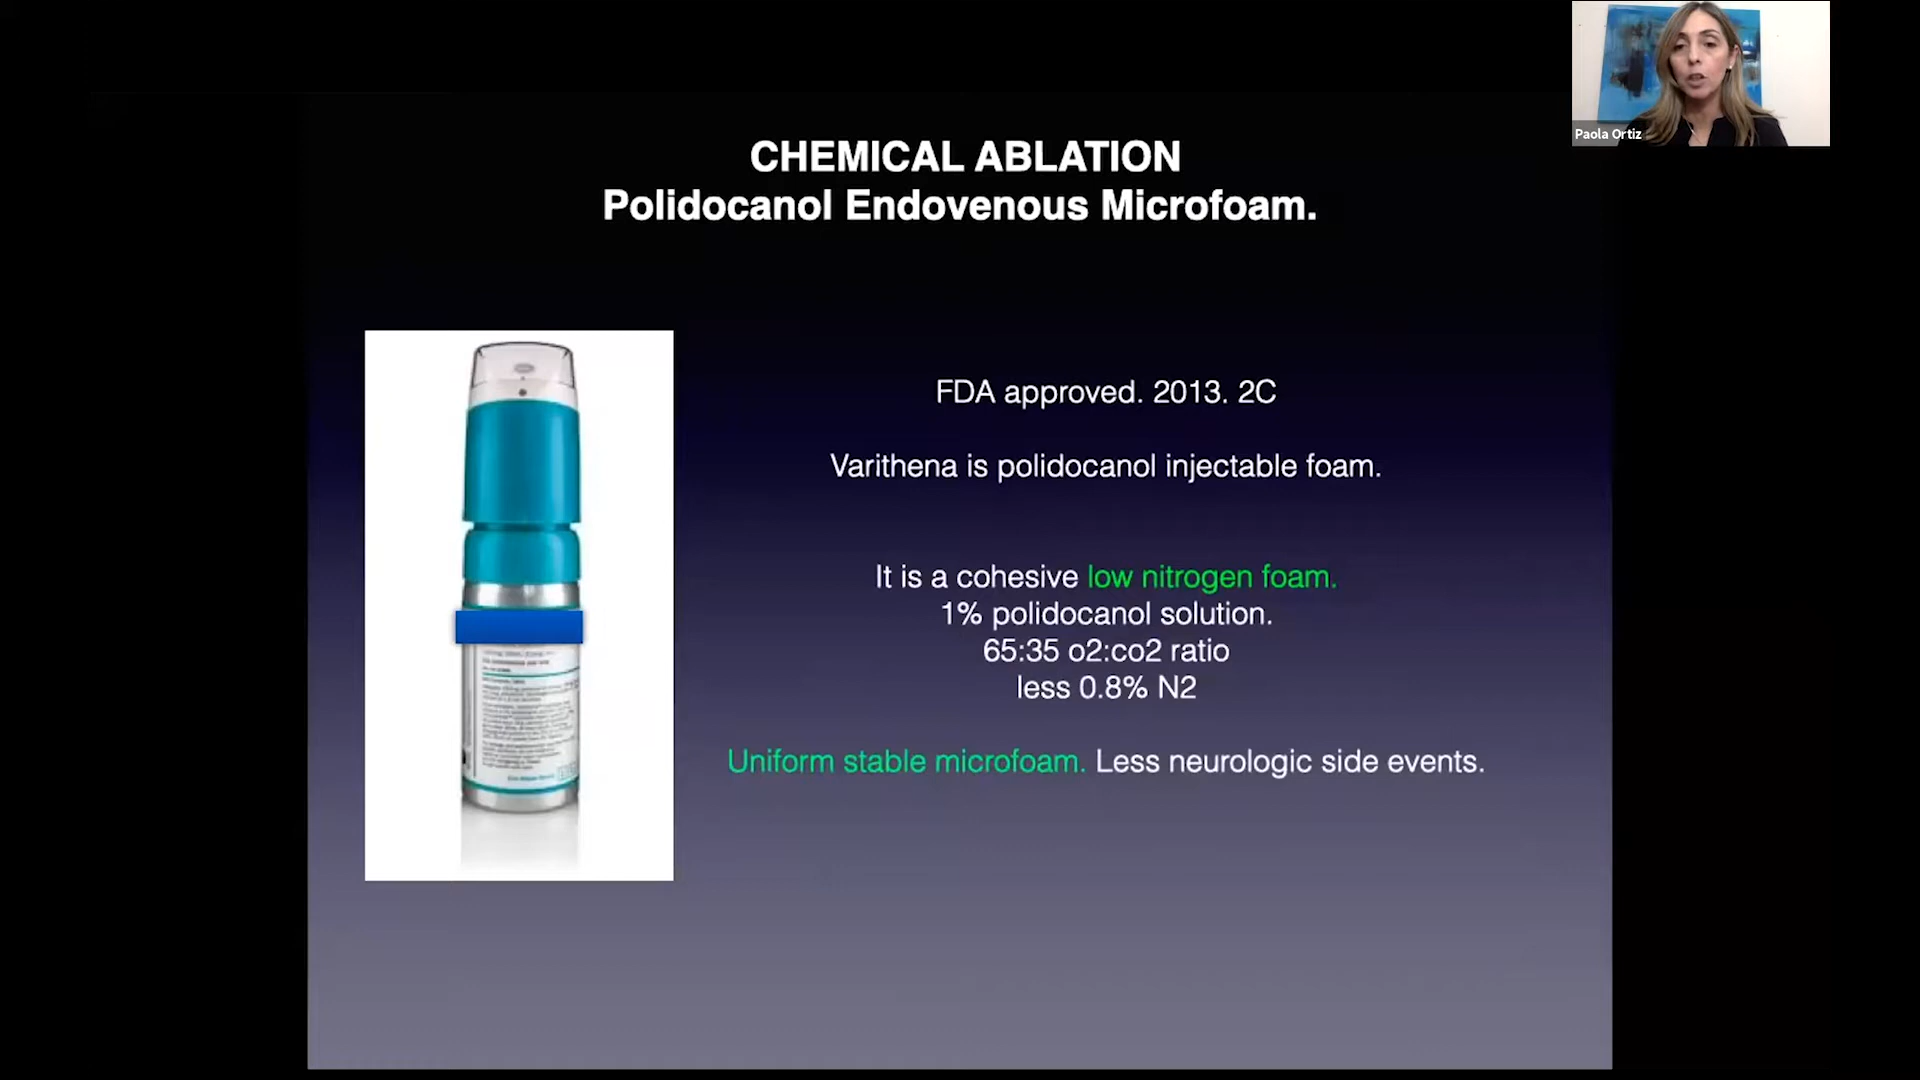 Paola Ortiz
CHEMICAL ABLATION
Polidocanol Endovenous Microfoam.
FDA approved. 2013. 2C
Varithena is polidocanol injectable foam.
It is a cohesive low nitrogen foam.
1% polidocanol solution.
65:35 o2:co2 ratio
less 0.8% N2
Uniform stable microfoam. Less neurologic side events.